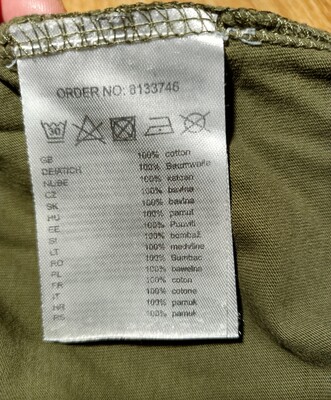 ORDER NO: 8133746
30
GB 100% cotton
DE/AT/CH 100% Baumwolle
NL/BE 100% katoen
CZ 100% bavlna
SK 100% bavlna
HU 100% pamut
EE 100% Puuvill
SI 100% bombaž
LT 100% medvilnė
RO 100% Bumbac
PL 100% bawełna
FR 100% coton
IT 100% cotone
HR 100% pamuk
RS 100% pamuk